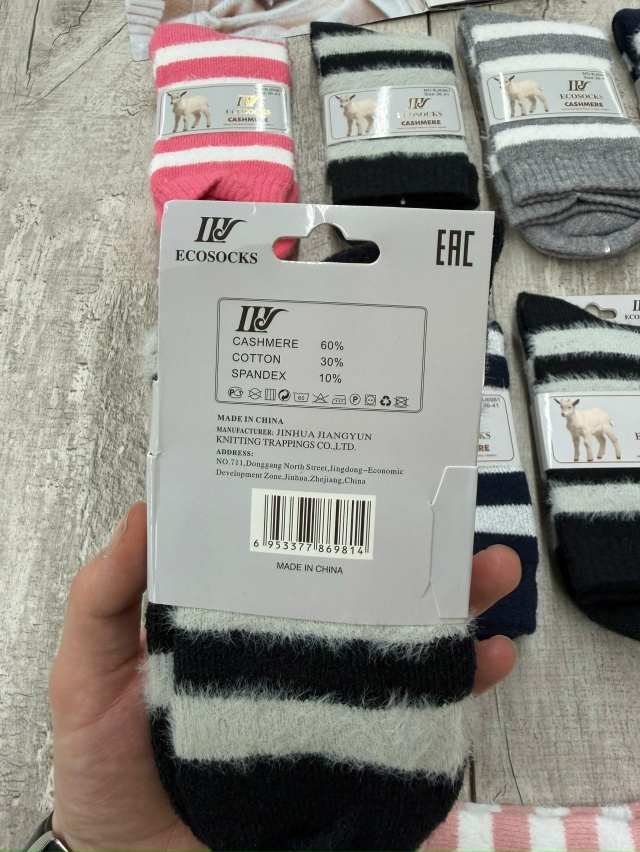 ECOSOCKS
CASHMERE
ECOSOCKS
CASHMERE
ECOSOCKS
CASHMERE
ECOSOCKS
EAC
CASHMERE 60%
COTTON 30%
SPANDEX 10%
MADE IN CHINA
MANUFACTURER: JINHUA JIANGYUN
KNITTING TRAPPINGS CO.,LTD.
ADDRESS:
NO.711,Donggang North Street,Jingdong-Economic
Development Zone,Jinhua,Zhejiang,China
6 953377 869814
MADE IN CHINA